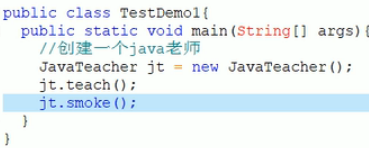 public class TestDemo1{
public static void main(String[] args){
//创建一个java老师
JavaTeacher jt = new JavaTeacher();
jt.teach();
jt.smoke();
}
}